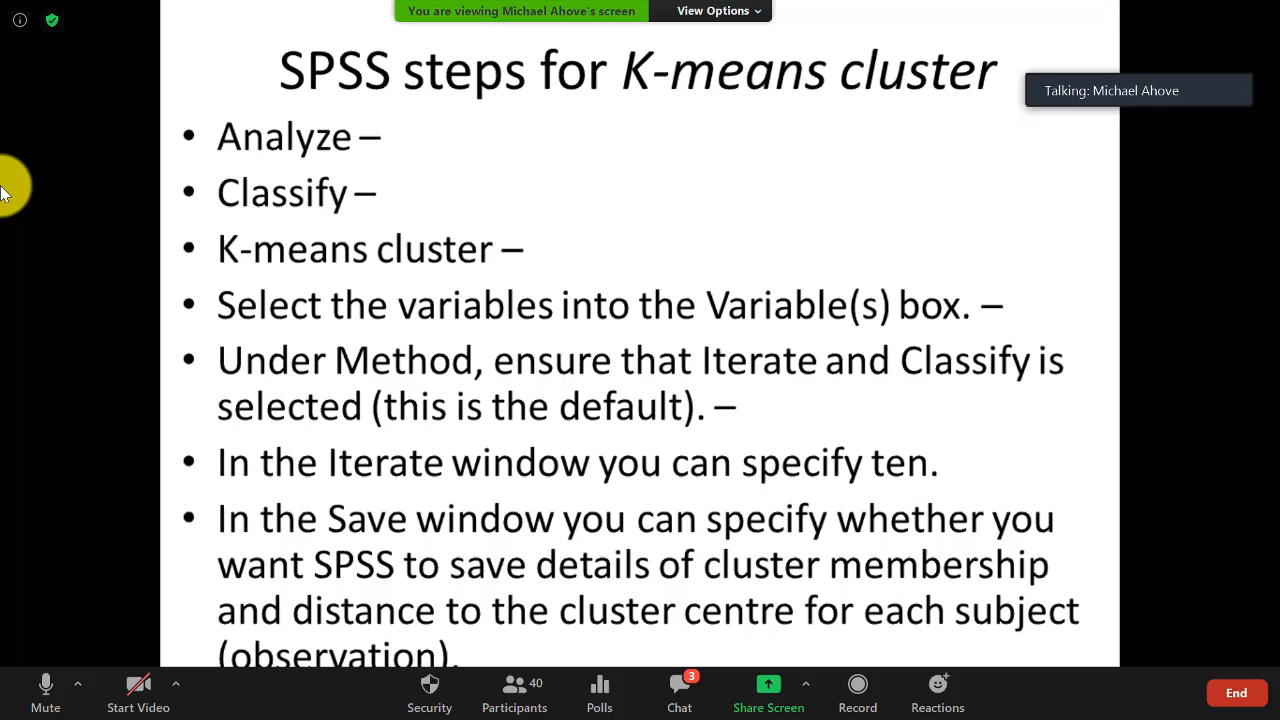 You are viewing Michael Ahove's screen
View Options
SPSS steps for K-means cluster
Talking: Michael Ahove
• Analyze –
• Classify –
• K-means cluster –
• Select the variables into the Variable(s) box. –
• Under Method, ensure that Iterate and Classify is
selected (this is the default). –
• In the Iterate window you can specify ten.
• In the Save window you can specify whether you
want SPSS to save details of cluster membership
and distance to the cluster centre for each subject
(observation).
Mute
Start Video
Security
40
Participants
Polls
3
Chat
Share Screen
Record
Reactions
End